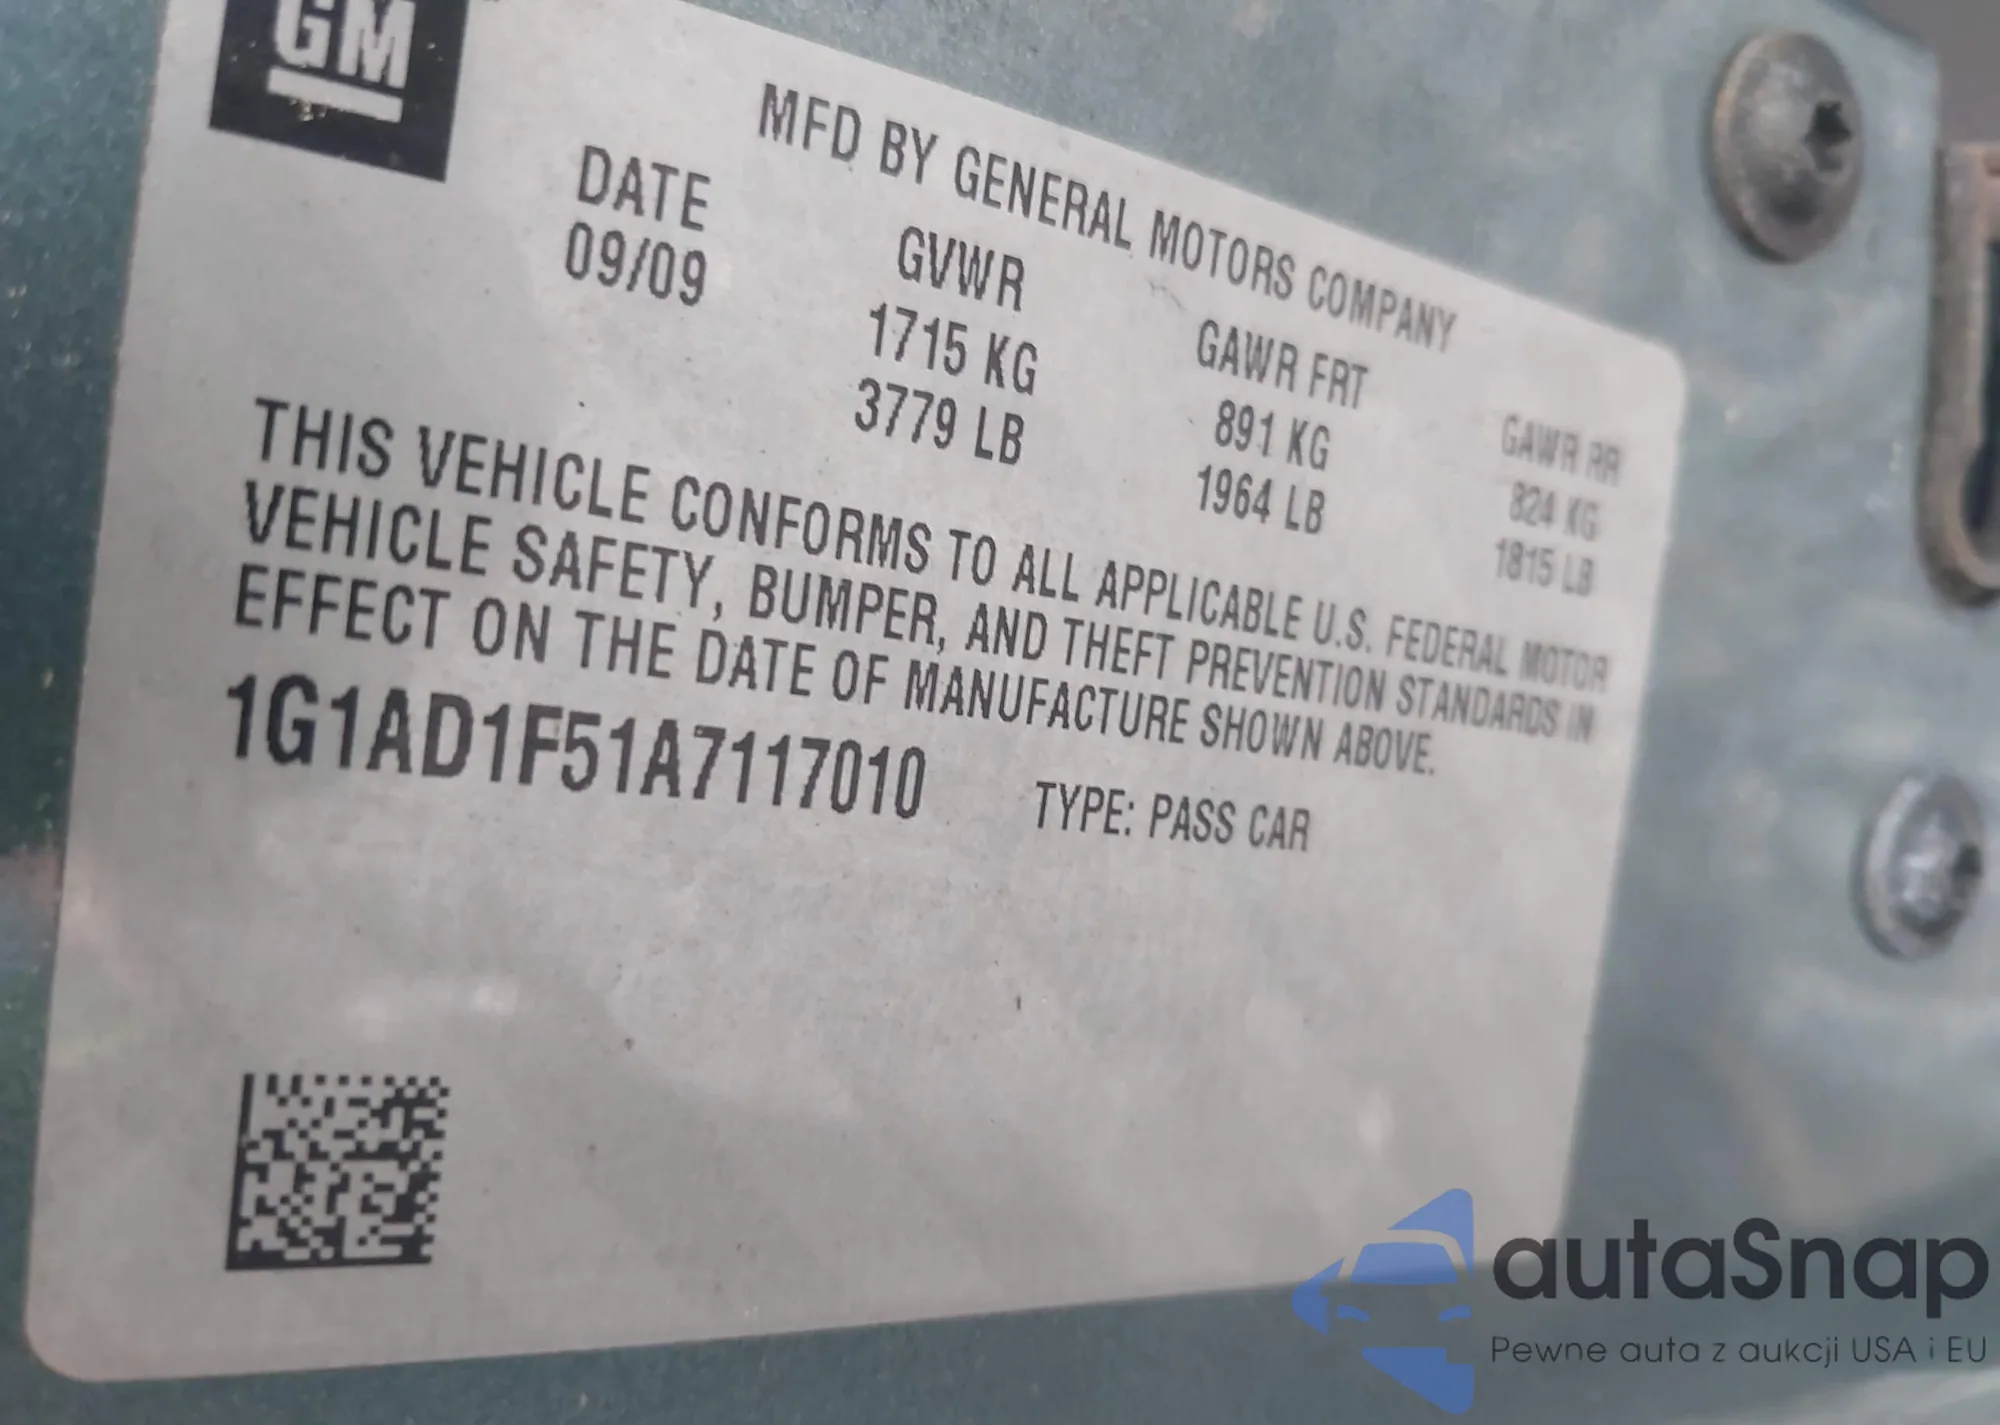 GM
MFD BY GENERAL MOTORS COMPANY
DATE GVWR GAWR FRT GAWR RR
09/09 1715 KG 891 KG 824 KG
3779 LB 1964 LB 1815 LB
THIS VEHICLE CONFORMS TO ALL APPLICABLE U.S. FEDERAL MOTOR
VEHICLE SAFETY, BUMPER, AND THEFT PREVENTION STANDARDS IN
EFFECT ON THE DATE OF MANUFACTURE SHOWN ABOVE.
1G1AD1F51A7117010 TYPE: PASS CAR
autaSnap
Pewne auta z aukcji USA i EU